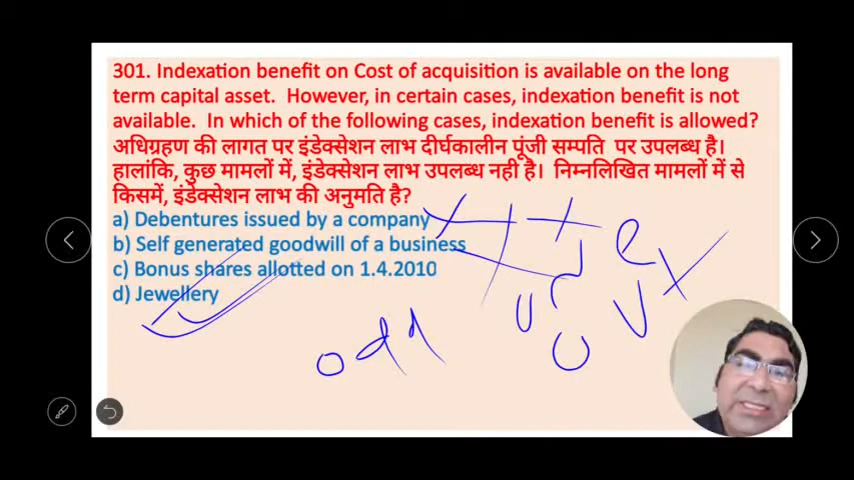 301. Indexation benefit on Cost of acquisition is available on the long
term capital asset. However, in certain cases, indexation benefit is not
available. In which of the following cases, indexation benefit is allowed?
अधिग्रहण की लागत पर इंडेक्सेशन लाभ दीर्घकालीन पूंजी सम्पति पर उपलब्ध है।
हालांकि, कुछ मामलों में, इंडेक्सेशन लाभ उपलब्ध नही है। निम्नलिखित मामलों में से
किसमें, इंडेक्सेशन लाभ की अनुमति है?
a) Debentures issued by a company
b) Self generated goodwill of a business
c) Bonus shares allotted on 1.4.2010
d) Jewellery
odd